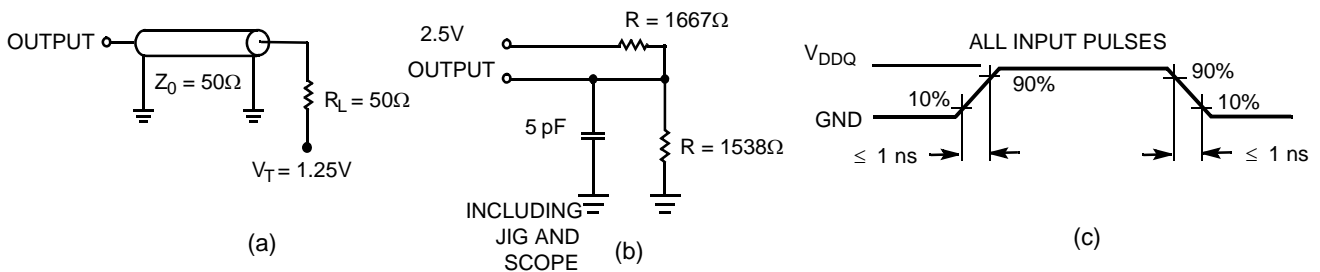 OUTPUT
Z0 = 50Ω
RL = 50Ω
VT = 1.25V
(a)
R = 1667Ω
2.5V
OUTPUT
5 pF
R = 1538Ω
INCLUDING
JIG AND
SCOPE
(b)
ALL INPUT PULSES
VDDQ
90%
90%
10%
10%
GND
≤ 1 ns
≤ 1 ns
(c)